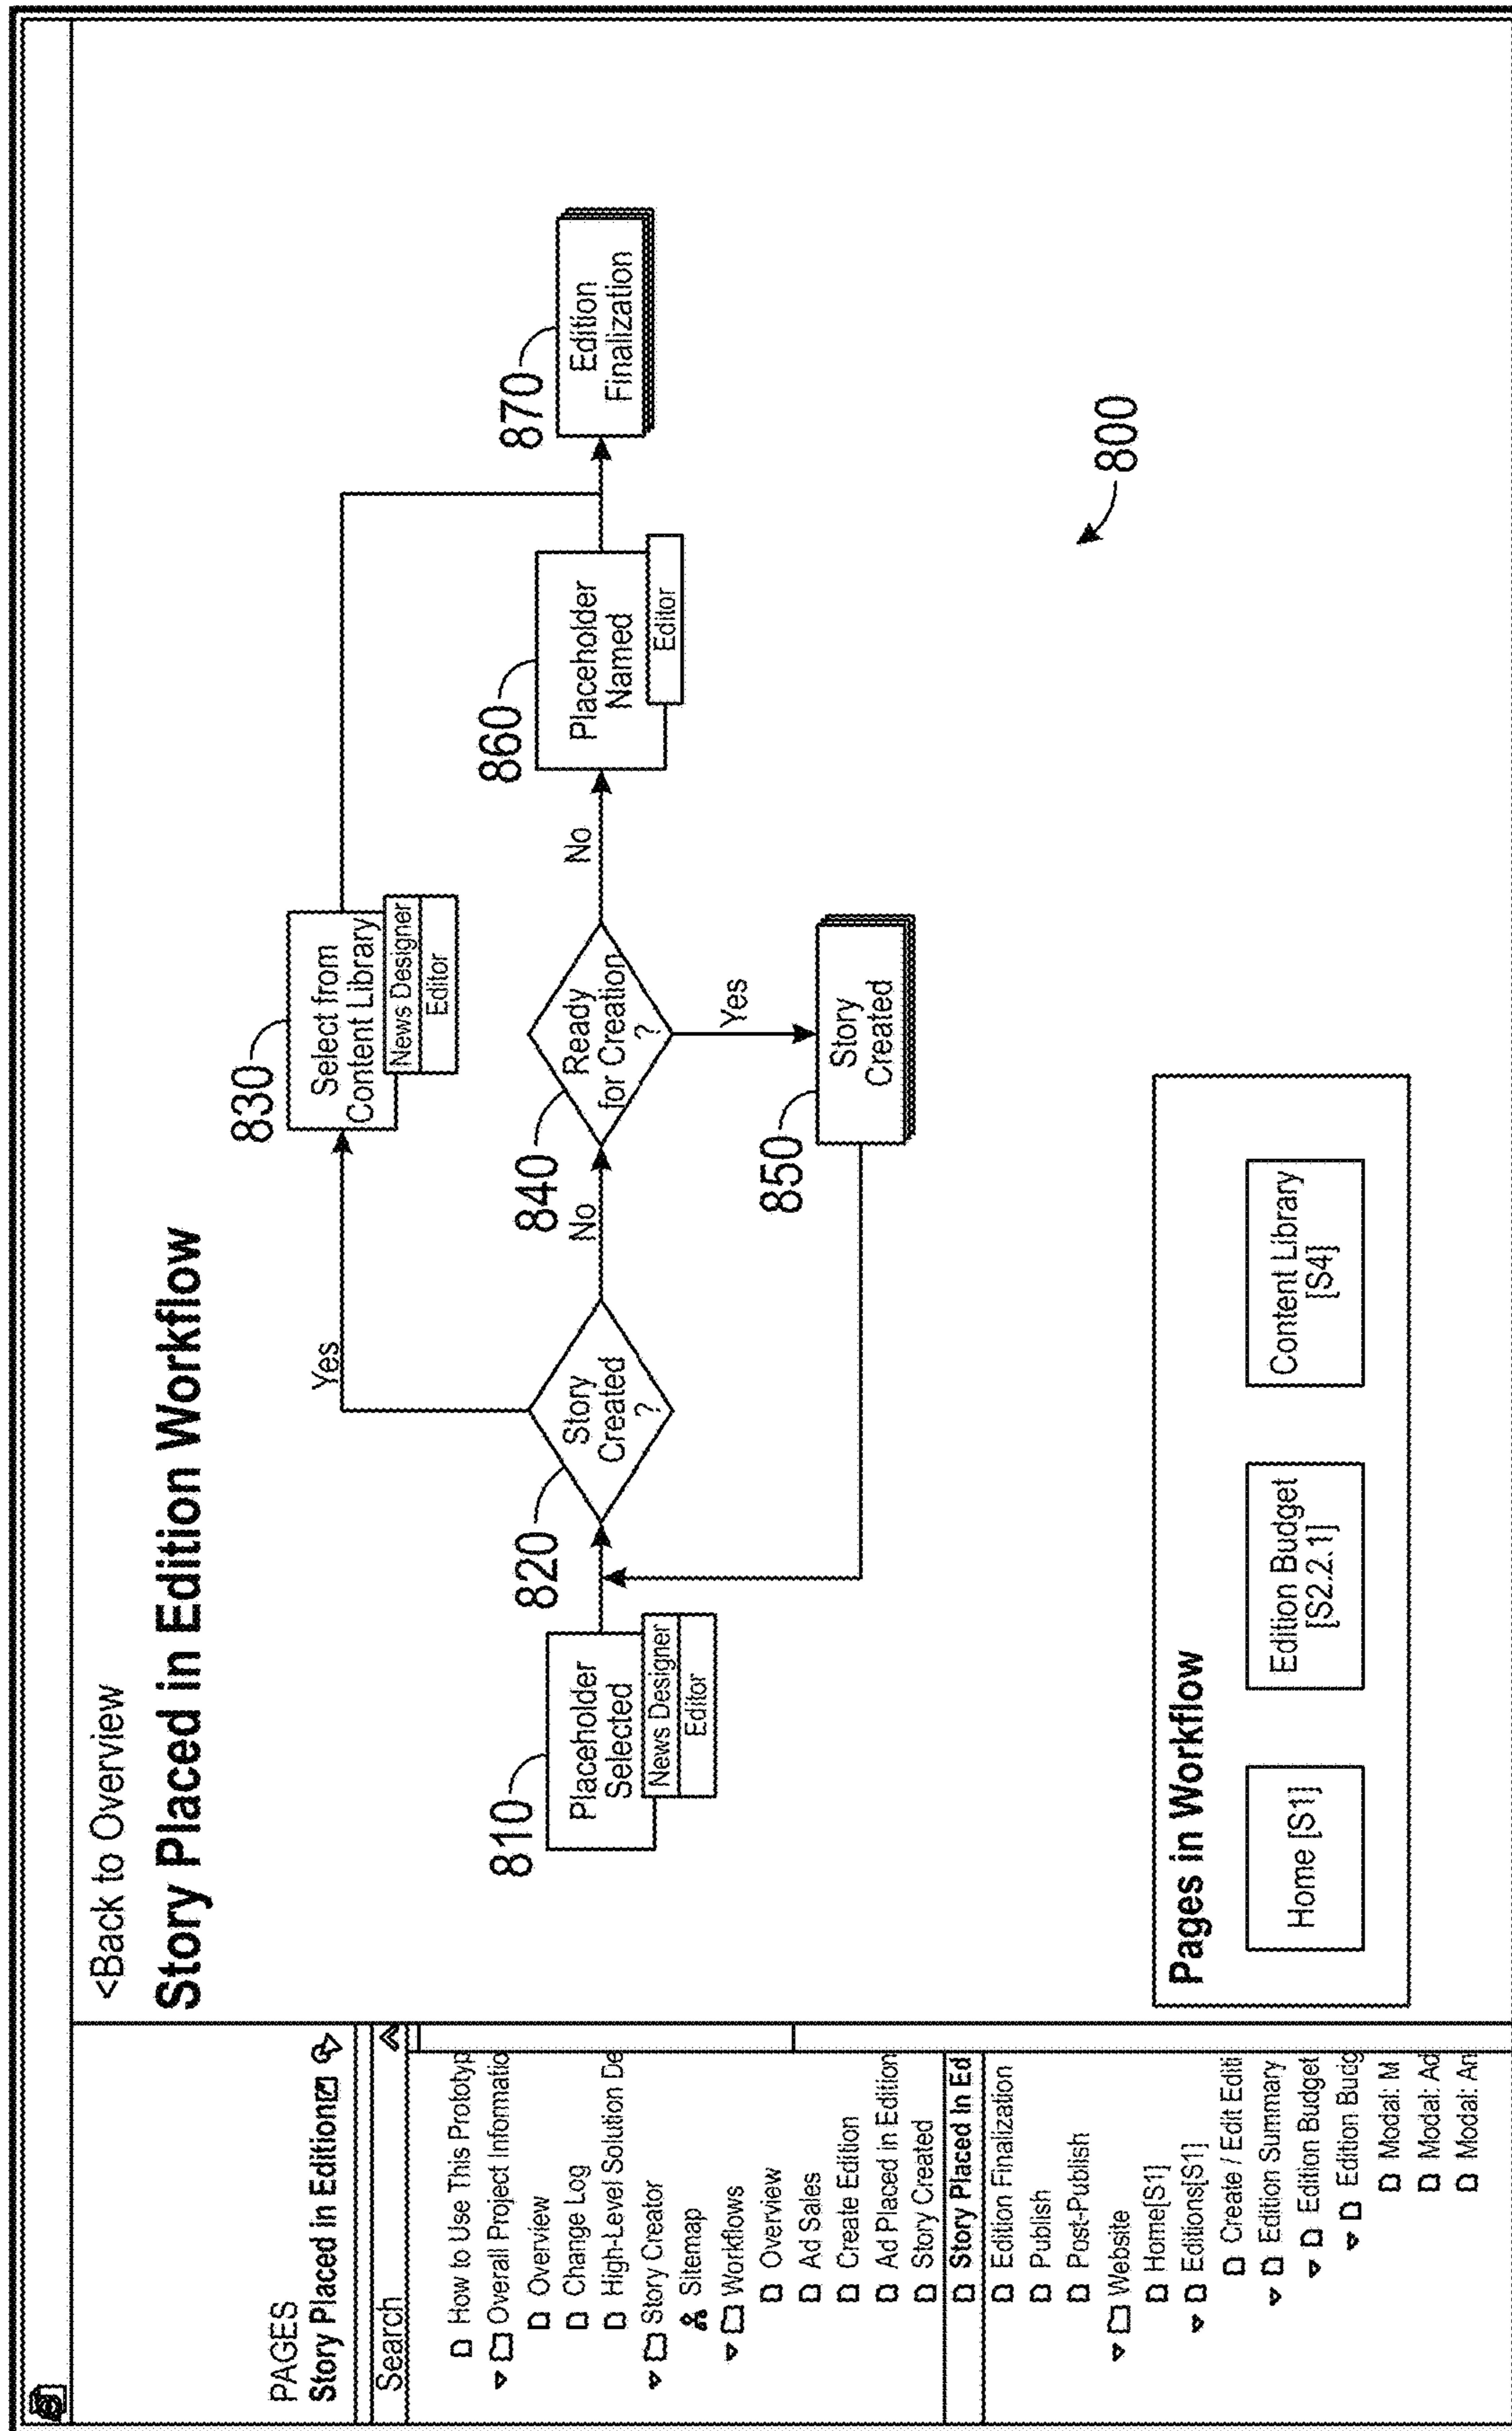 PAGES
Story Placed in Edition
Search
How to Use This Prototyp
Overall Project Informatio
Overview
Change Log
High-Level Solution De
Story Creator
Sitemap
Workflows
Overview
Ad Sales
Create Edition
Ad Placed in Edition
Story Created
Story Placed In Ed
Edition Finalization
Publish
Post-Publish
Website
Home[S1]
Editions[S1]
Create / Edit Editi
Edition Summary
Edition Budget
Edition Budg
Modal: M
Modal: Ad
Modal: An
<Back to Overview
Story Placed in Edition Workflow
810
Placeholder
Selected
News Designer
Editor
820
Story
Created
?
Yes
No
830
Select from
Content Library
News Designer
Editor
840
Ready
for Creation
?
Yes
No
850
Story
Created
860
Placeholder
Named
Editor
870
Edition
Finalization
800
Pages in Workflow
Home [S1]
Edition Budget
[S2.2.1]
Content Library
[S4]